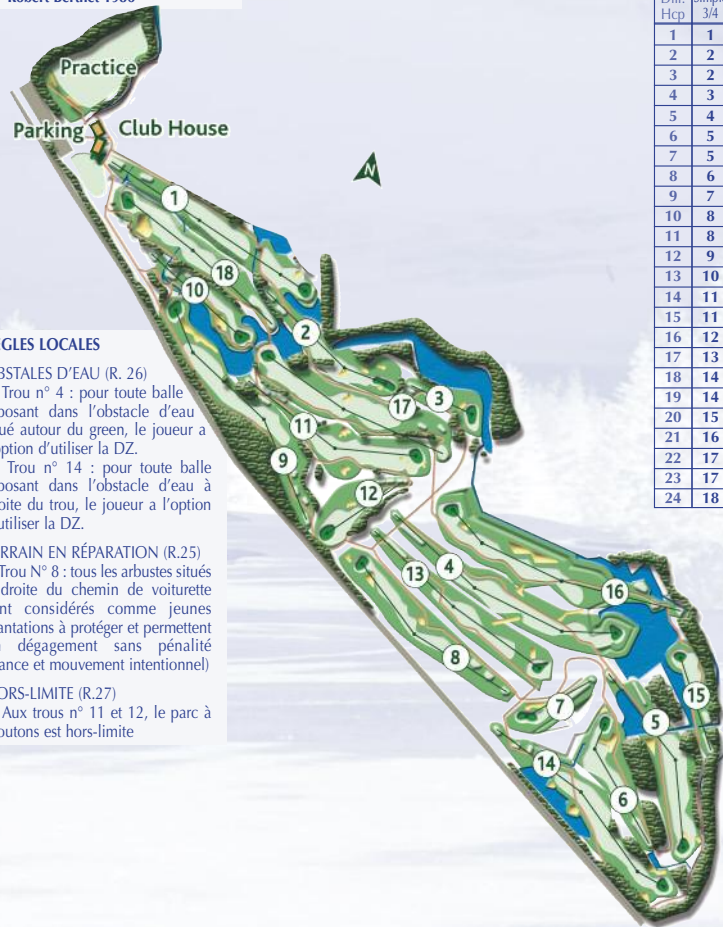 Robert Berthet
Hcp 3/4
1 1
2 2
3 2
4 3
5 4
6 5
7 5
8 6
9 7
10 8
11 8
12 9
13 10
14 11
15 11
16 12
17 13
18 14
19 14
20 15
21 16
22 17
23 17
24 18
Practice
Parking
Club House
N
1
18
10
2
3
17
11
9
12
13
4
16
8
15
7
5
14
6
GLES LOCALES
BSTALES D'EAU (R. 26)
Trou n° 4 : pour toute balle
posant dans l'obstacle d'eau
ué autour du green, le joueur a
option d'utiliser la DZ.
Trou n° 14 : pour toute balle
posant dans l'obstacle d'eau à
oite du trou, le joueur a l'option
utiliser la DZ.
RRAIN EN RÉPARATION (R.25)
Trou N° 8 : tous les arbustes situés
droite du chemin de voiturette
nt considérés comme jeunes
antations à protéger et permettent
dégagement sans pénalité
ance et mouvement intentionnel)
ORS-LIMITE (R.27)
Aux trous n° 11 et 12, le parc à
outons est hors-limite